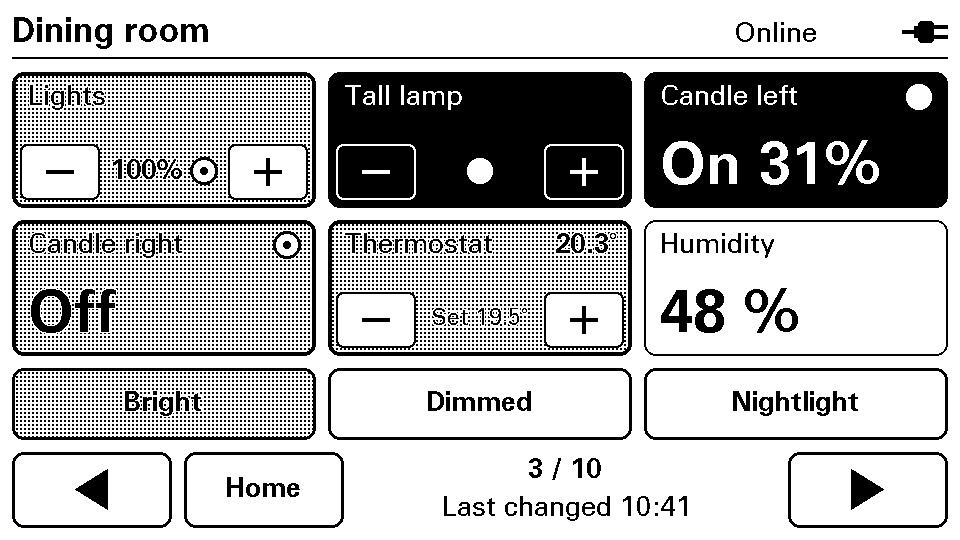 Dining room
Online
Lights
− 100% +
Tall lamp
− +
Candle left
On 31%
Candle right
Off
Thermostat 20.3°
− Set 19.5° +
Humidity
48 %
Bright
Dimmed
Nightlight
Home
3 / 10
Last changed 10:41